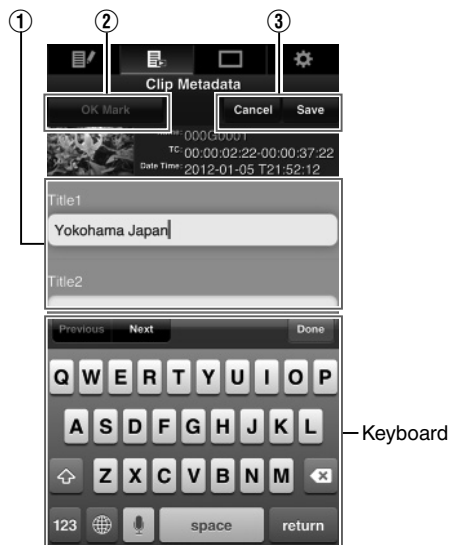 ① ② ③
Clip Metadata
OK Mark Cancel Save
Name: 000G0001
TC: 00:00:02:22-00:00:37:22
Date Time: 2012-01-05 T21:52:12
Title1
Yokohama Japan
Title2
Previous Next Done
Q W E R T Y U I O P
A S D F G H J K L
Keyboard
Z X C V B N M
123 space return